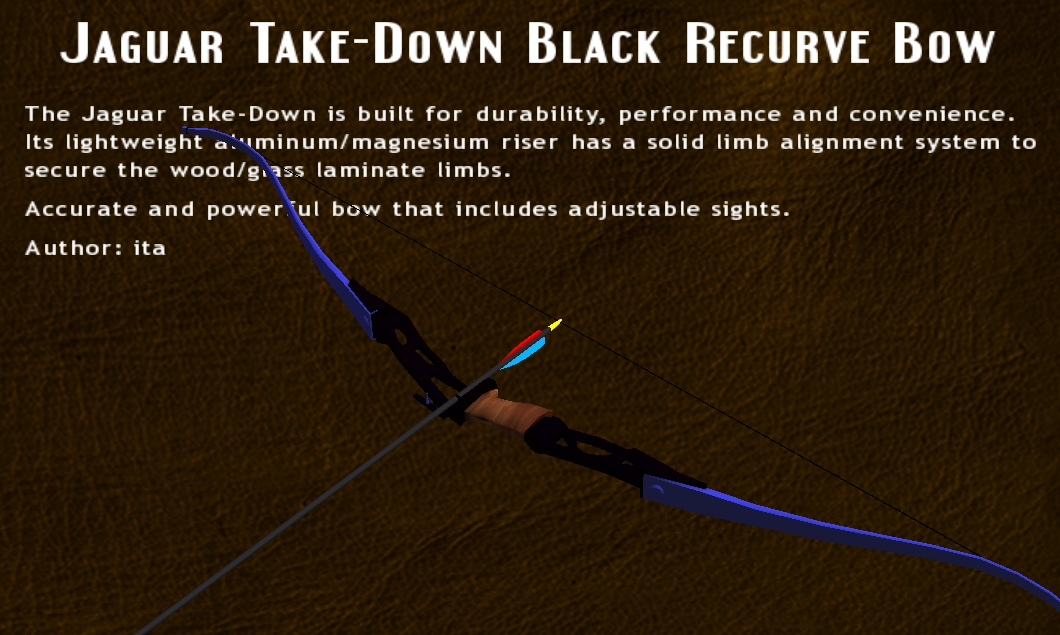 Jaguar Take-Down Black Recurve Bow
The Jaguar Take-Down is built for durability, performance and convenience.
Its lightweight aluminum/magnesium riser has a solid limb alignment system to
secure the wood/glass laminate limbs.
Accurate and powerful bow that includes adjustable sights.
Author: ita